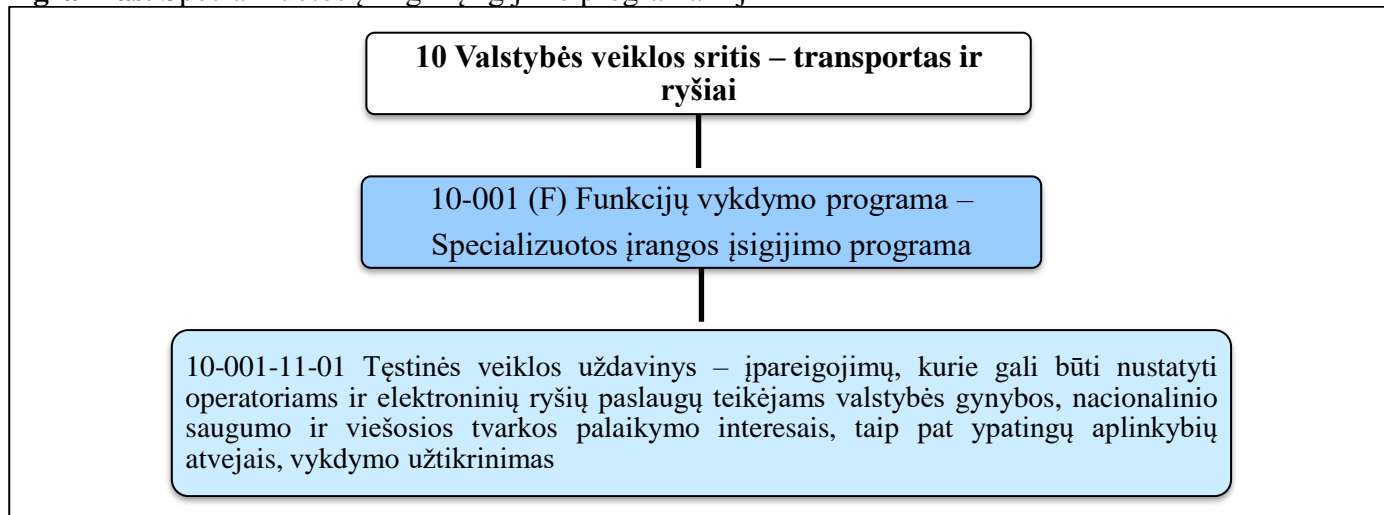 10 Valstybės veiklos sritis – transportas ir
ryšiai
10-001 (F) Funkcijų vykdymo programa –
Specializuotos įrangos įsigijimo programa
10-001-11-01 Tęstinės veiklos uždavinys – įpareigojimų, kurie gali būti nustatyti
operatoriams ir elektroninių ryšių paslaugų teikėjams valstybės gynybos, nacionalinio
saugumo ir viešosios tvarkos palaikymo interesais, taip pat ypatingų aplinkybių
atvejais, vykdymo užtikrinimas